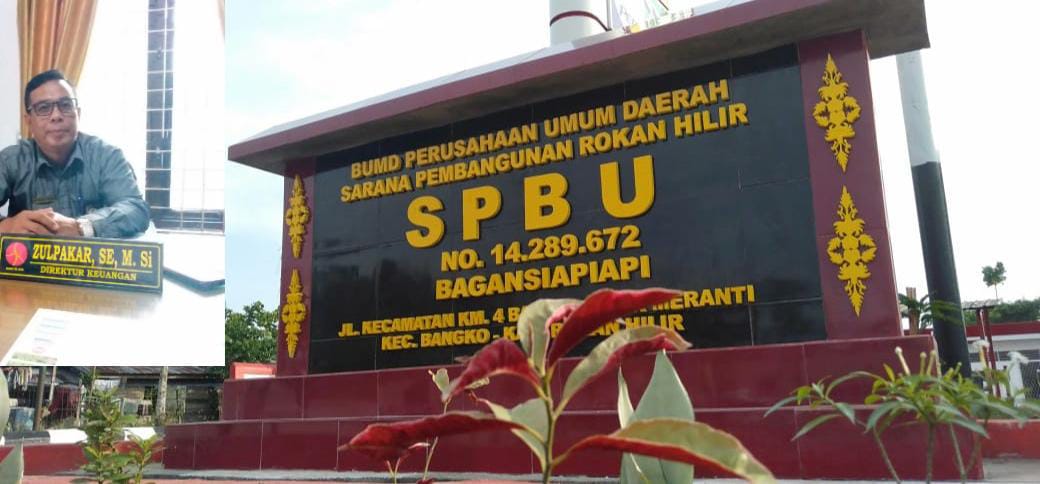 ZULPAKAR, SE, M. Si
DIREKTUR KEUANGAN
BUMD PERUSAHAAN UMUM DAERAH
SARANA PEMBANGUNAN ROKAN HILIR
SPBU
NO. 14.289.672
BAGANSIAPIAPI
JL. KECAMATAN KM. 4 MERANTI
KEC. BANGKO - HILIR